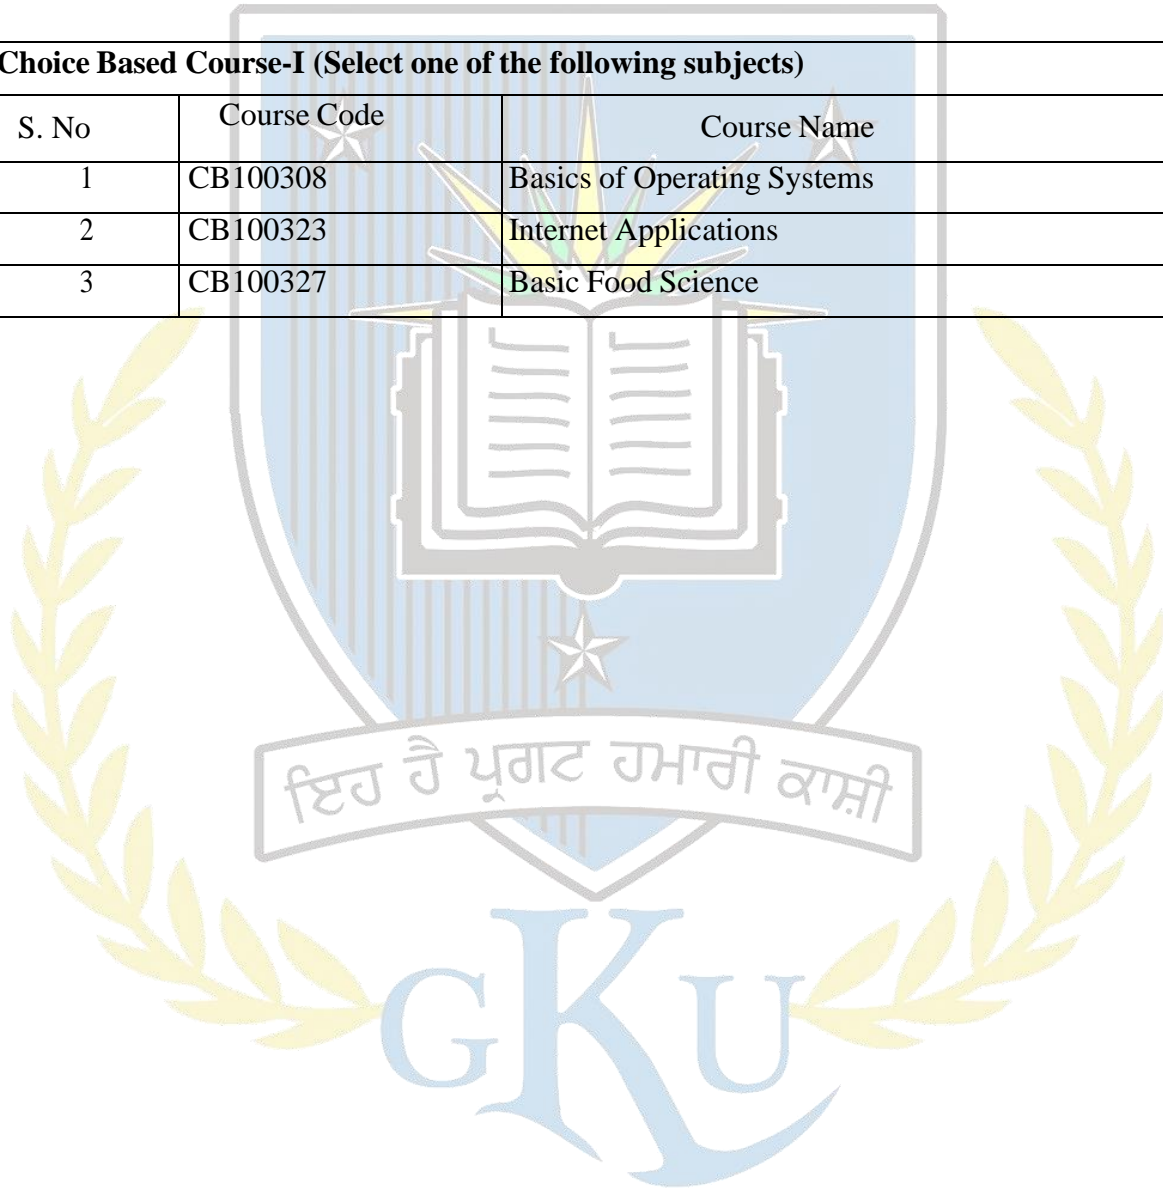 Choice Based Course-I (Select one of the following subjects)
S. No Course Code Course Name
1 CB100308 Basics of Operating Systems
2 CB100323 Internet Applications
3 CB100327 Basic Food Science
ਇਹ ਹੈ ਪ੍ਰਗਟ ਹਮਾਰੀ ਕਾਸ਼ੀ
GKU